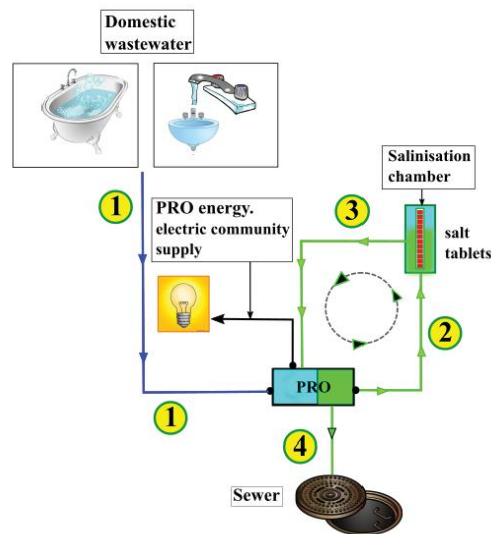 Domestic
wastewater
Salinisation
chamber
1
PRO energy.
electric community
supply
3
salt
tablets
2
PRO
1
4
Sewer